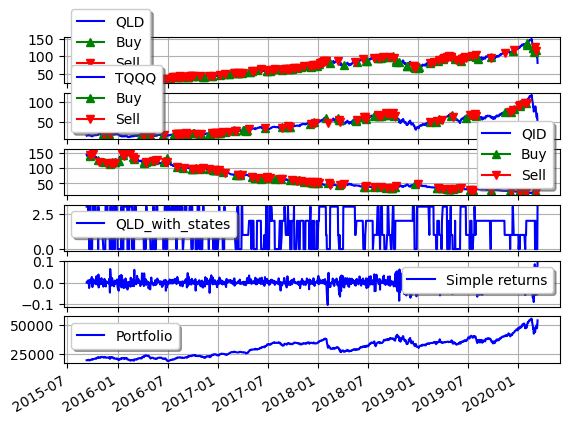 QLD
Buy
Sell
150
100
50
TQQQ
Buy
Sell
100
50
QID
Buy
Sell
150
100
50
QLD_with_states
2.5
0.0
Simple returns
0.1
0.0
−0.1
Portfolio
50000
25000
2015-07
2016-01
2016-07
2017-01
2017-07
2018-01
2018-07
2019-01
2019-07
2020-01